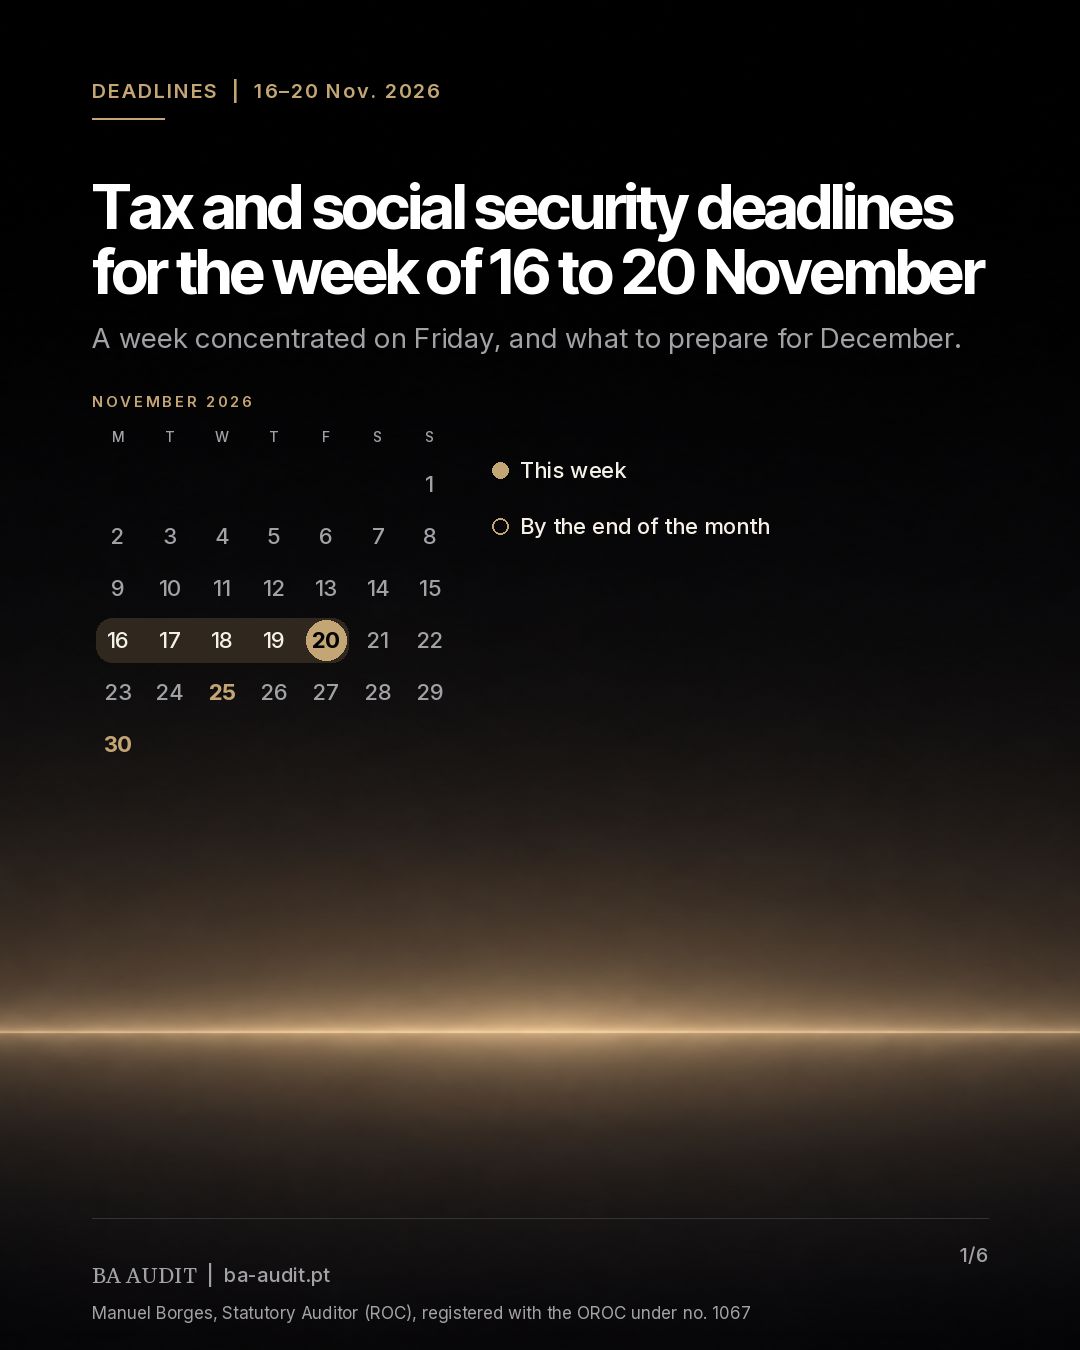 DEADLINES | 16–20 Nov. 2026
Tax and social security deadlines
for the week of 16 to 20 November
A week concentrated on Friday, and what to prepare for December.
NOVEMBER 2026
M T W T F S S
1
2 3 4 5 6 7 8
9 10 11 12 13 14 15
16 17 18 19 20 21 22
23 24 25 26 27 28 29
30
This week
By the end of the month
1/6
BA AUDIT | ba-audit.pt
Manuel Borges, Statutory Auditor (ROC), registered with the OROC under no. 1067